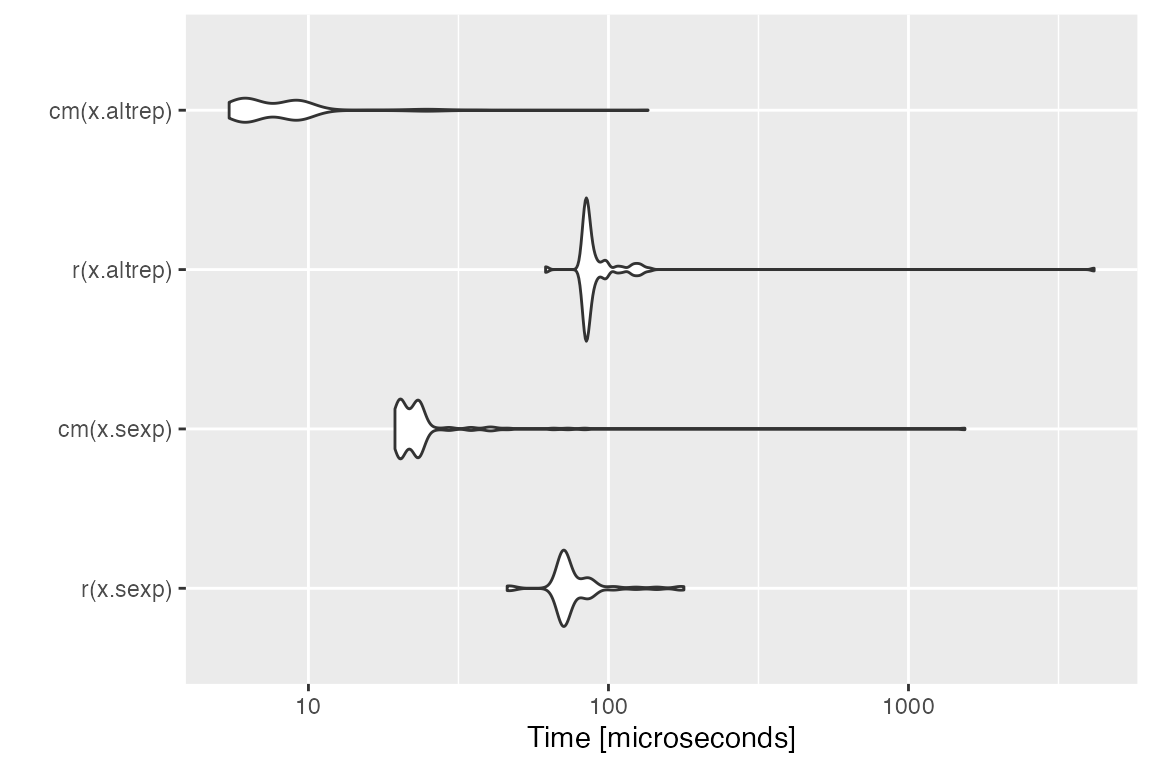 cm(x.altrep)
r(x.altrep)
cm(x.sexp)
r(x.sexp)
10 100 1000
Time [microseconds]